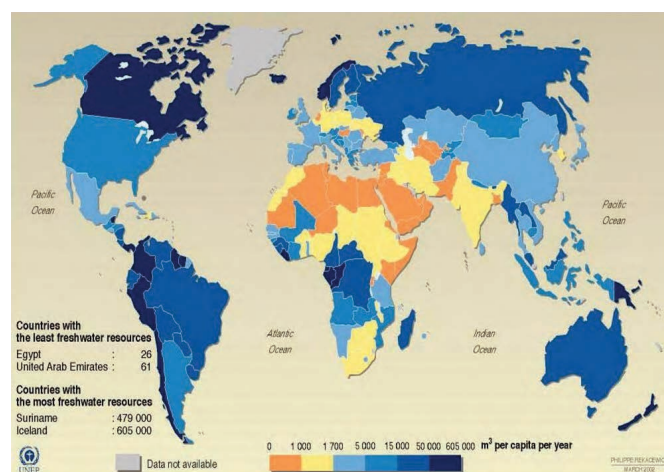 Pacific
Ocean
Pacific
Ocean
Atlantic
Ocean
Indian
Ocean
Countries with
the least freshwater resources
Egypt : 26
United Arab Emirates : 61
Countries with
the most freshwater resources
Suriname : 479 000
Iceland : 605 000
0 1 000 1 700 5 000 15 000 50 000 605 000 m³ per capita per year
UNEP
Data not available
PHILIPPE REKACEWICZ
MARCH